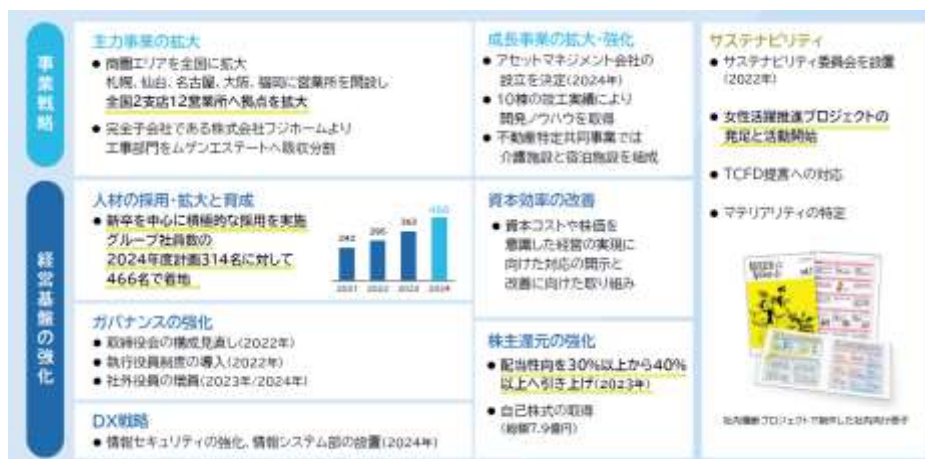 事業戦略
主力事業の拡大
● 商圏エリアを全国に拡大
札幌、仙台、名古屋、大阪、福岡に営業所を開設し
全国2支店12営業所へ拠点を拡大
● 完全子会社である株式会社フジホームより
工事部門をムゲンエステートへ吸収分割
成長事業の拡大・強化
● アセットマネジメント会社の
設立を決定(2024年)
● 10棟の竣工実績により
開発ノウハウを取得
● 不動産特定共同事業では
介護施設と宿泊施設を組成
サステナビリティ
● サステナビリティ委員会を設置
(2022年)
● 女性活躍推進プロジェクトの
発足と活動開始
● TCFD提言への対応
● マテリアリティの特定
経営基盤の強化
人材の採用・拡大と育成
● 新卒を中心に積極的な採用を実施
グループ社員数の
2024年度計画314名に対して
466名で着地
2021 2022 2023 2024
ガバナンスの強化
● 取締役会の構成見直し(2022年)
● 執行役員制度の導入(2022年)
● 社外役員の増員(2023年/2024年)
DX戦略
● 情報セキュリティの強化、情報システム部の設置(2024年)
資本効率の改善
● 資本コストや株価を
意識した経営の実現に
向けた対応の開示と
改善に向けた取り組み
株主還元の強化
● 配当性向を30%以上から40%
以上へ引き上げ(2023年)
● 自己株式の取得
(総額7.9億円)